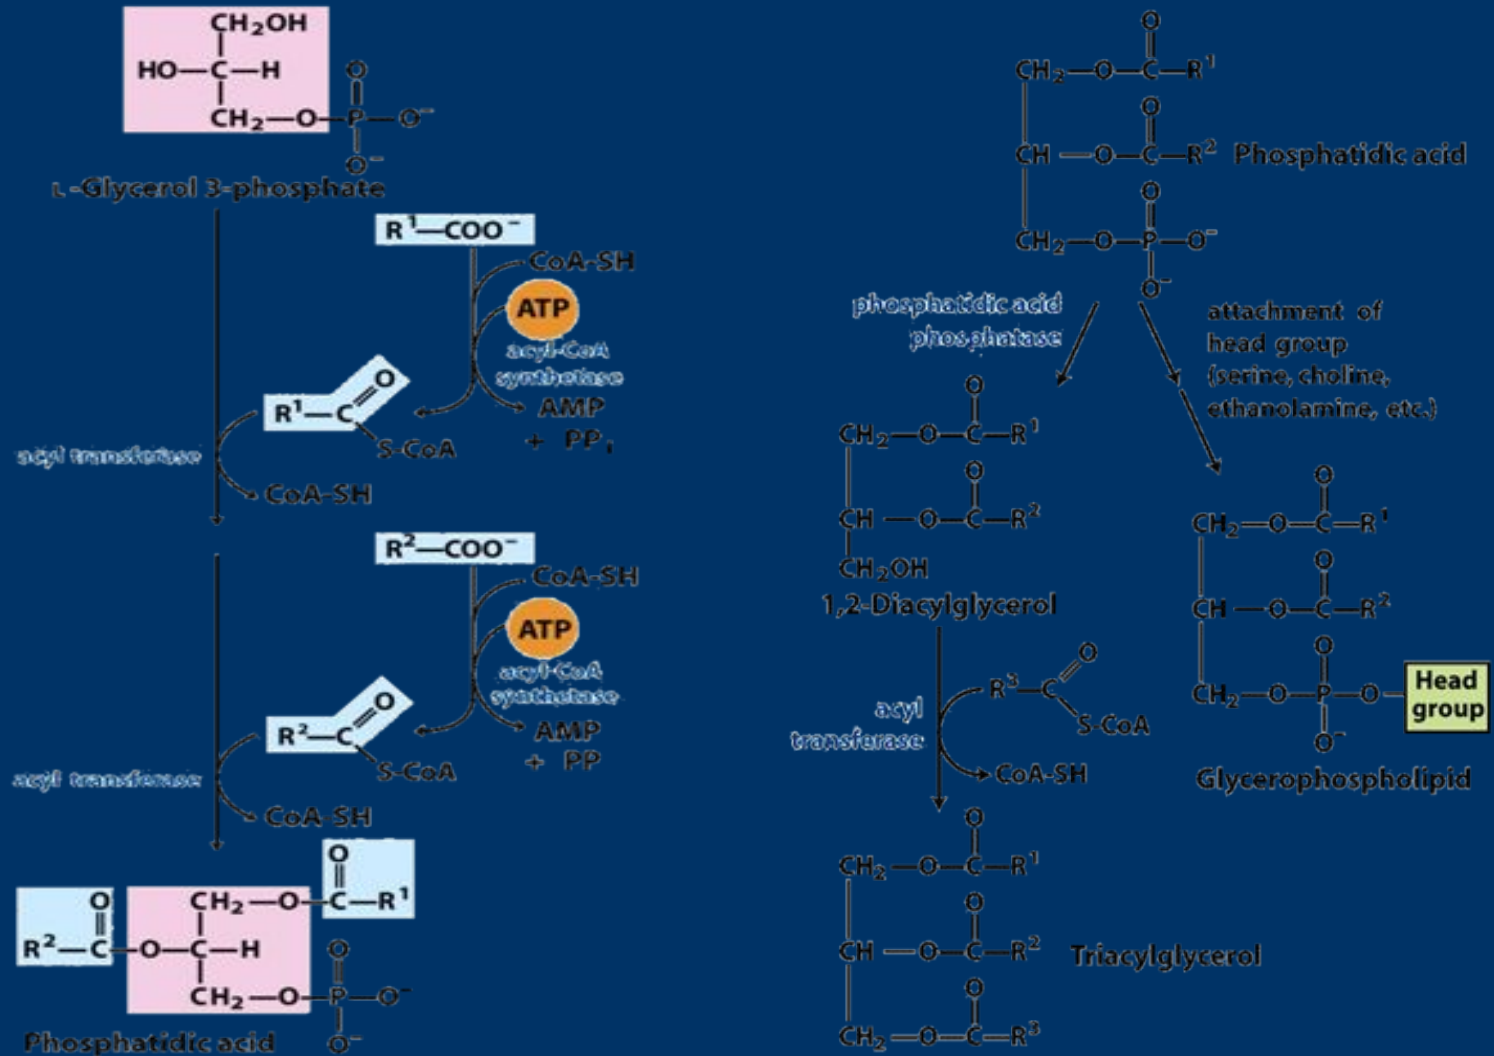 CH₂OH
HO—C—H
CH₂—O—P—O⁻
O
O⁻
L-Glycerol 3-phosphate
R¹—COO⁻
CoA-SH
ATP
acyl-CoA
synthetase
AMP
+ PPᵢ
O
R¹—C
S-CoA
acyl transferase
CoA-SH
R²—COO⁻
CoA-SH
ATP
acyl-CoA
synthetase
AMP
+ PP
O
R²—C
S-CoA
acyl transferase
CoA-SH
O
CH₂—O—C—R¹
O
R²—C—O—C—H
O
CH₂—O—P—O⁻
O⁻
Phosphatidic acid
O
CH₂—O—C—R¹
O
CH—O—C—R²
Phosphatidic acid
O
CH₂—O—P—O⁻
O⁻
phosphatidic acid
phosphatase
attachment of
head group
(serine, choline,
ethanolamine, etc.)
O
CH₂—O—C—R¹
O
CH—O—C—R²
CH₂OH
1,2-Diacylglycerol
O
R³—C
S-CoA
acyl
transferase
CoA-SH
O
CH₂—O—C—R¹
O
CH—O—C—R²
O
CH₂—O—P—O—
O⁻
Head
group
Glycerophospholipid
O
CH₂—O—C—R¹
O
CH—O—C—R²
Triacylglycerol
O
CH₂—O—C—R³